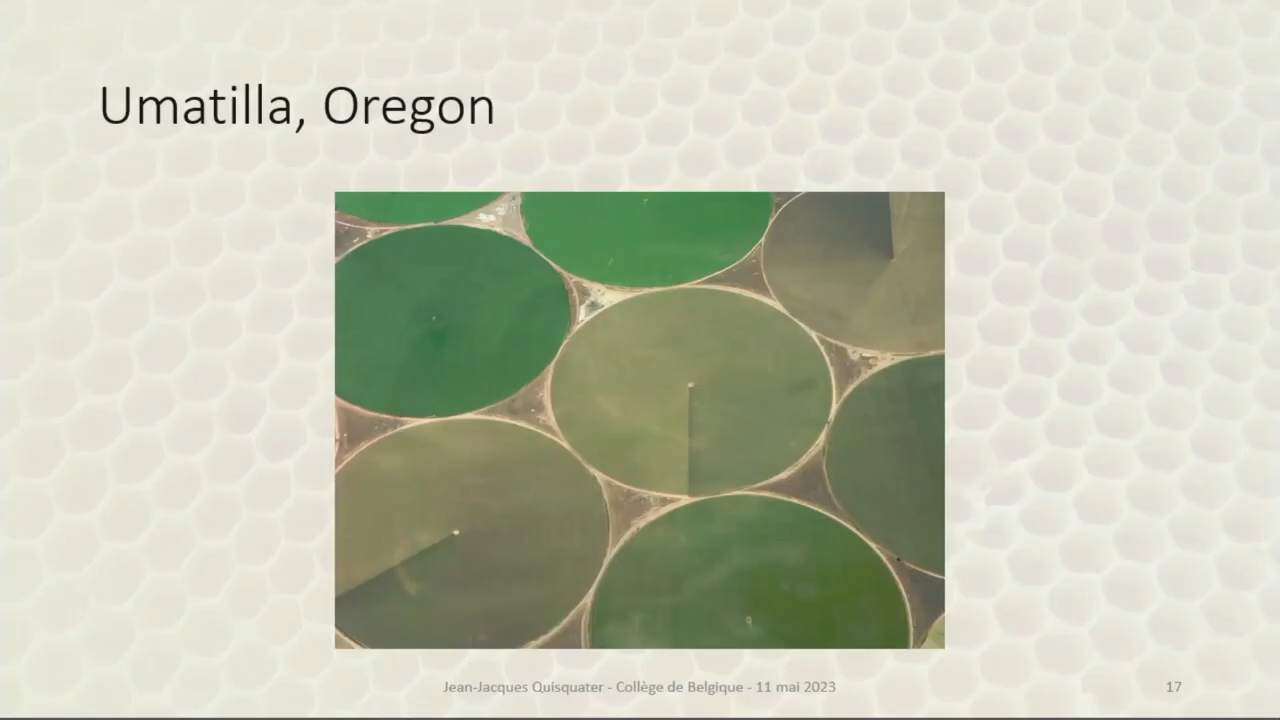 Umatilla, Oregon
Jean-Jacques Quisquater - Collège de Belgique - 11 mai 2023
17